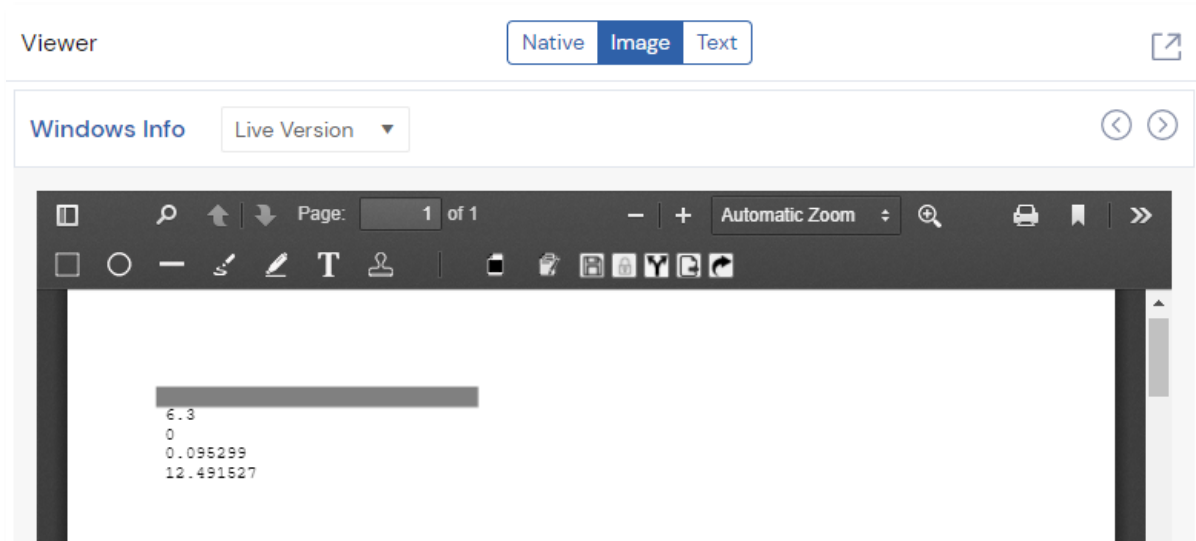 Viewer
Native Image Text
Windows Info Live Version
Page: 1 of 1
Automatic Zoom
T
6.3
0
0.095299
12.491527